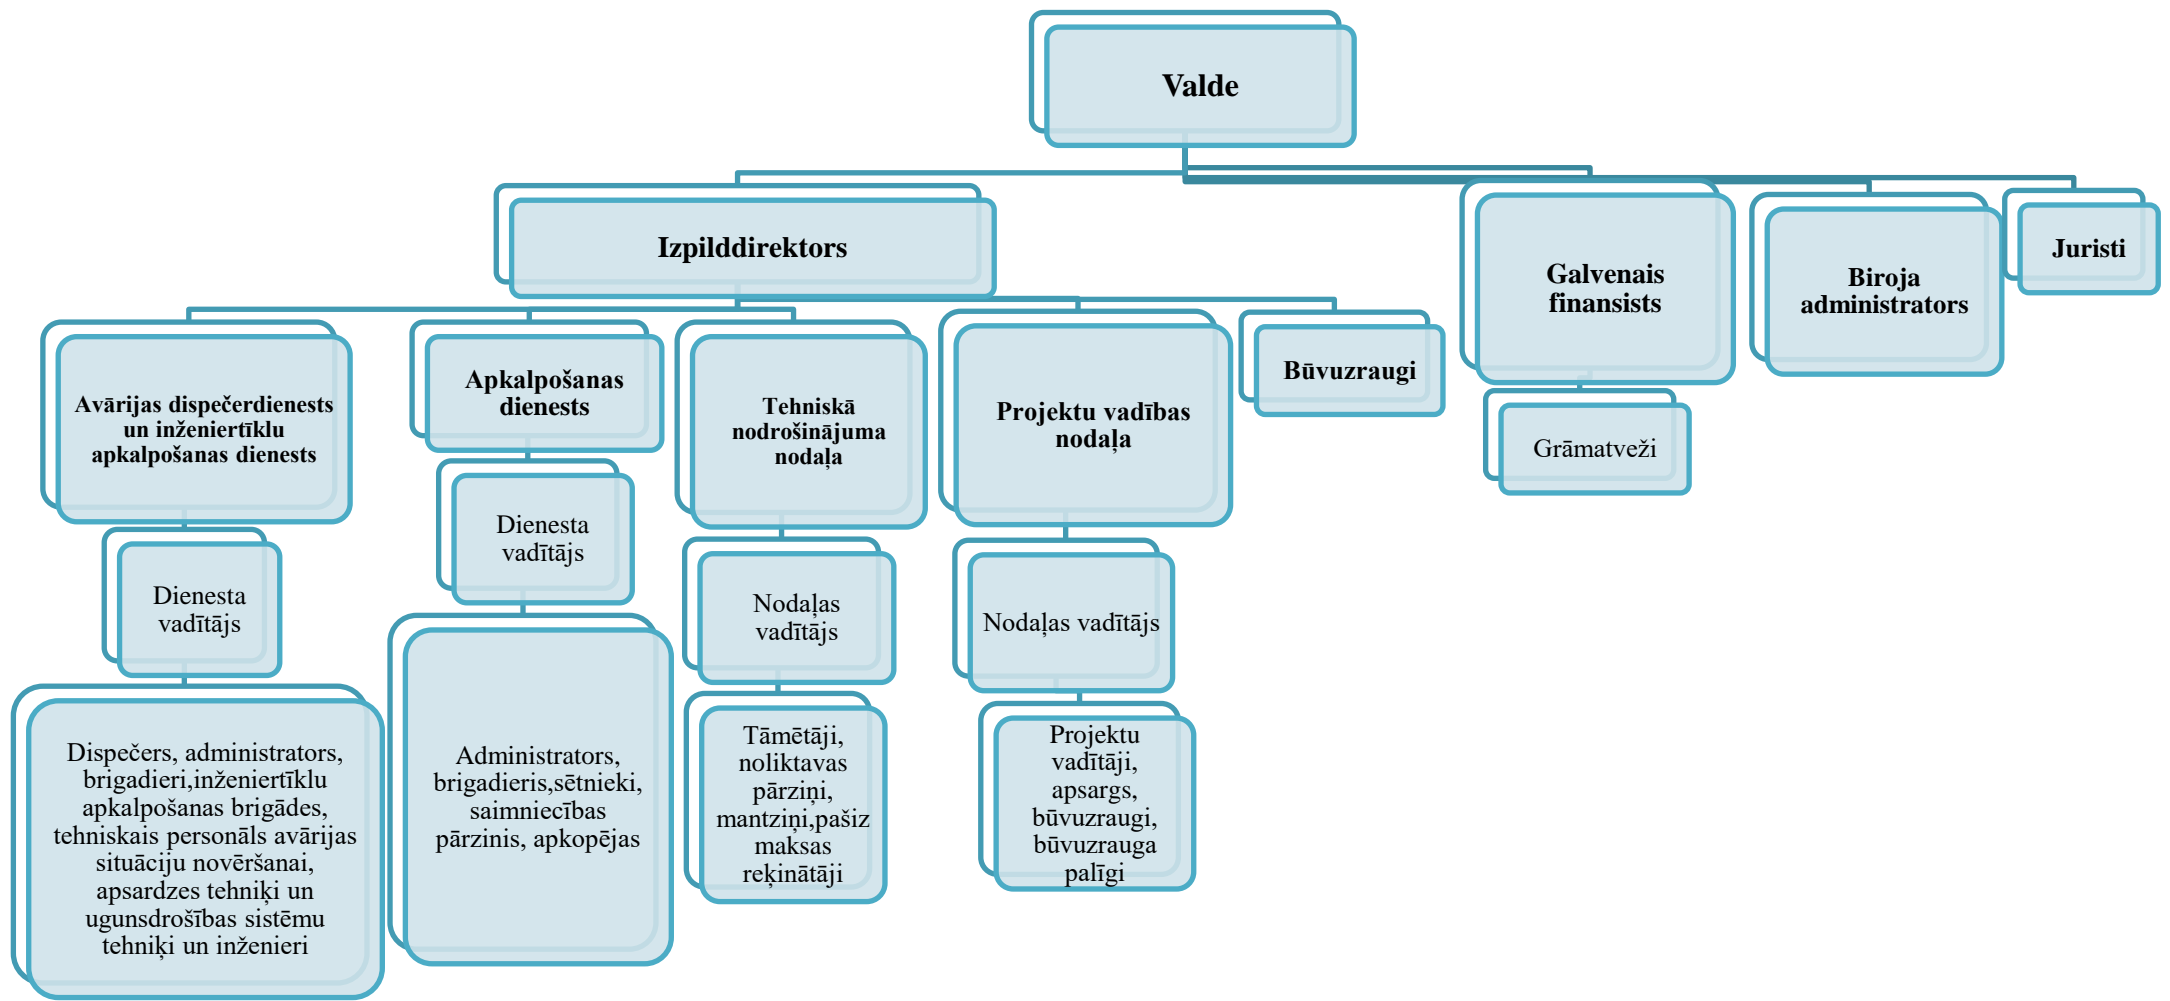 Valde
Izpilddirektors
Galvenais
finansists
Biroja
administrators
Juristi
Avārijas dispečerdienests
un inženiertīklu
apkalpošanas dienests
Apkalpošanas
dienests
Tehniskā
nodrošinājuma
nodaļa
Projektu vadības
nodaļa
Būvuzraugi
Grāmatveži
Dienesta
vadītājs
Dienesta
vadītājs
Nodaļas
vadītājs
Nodaļas vadītājs
Dispečers, administrators,
brigadieri,inženiertīklu
apkalpošanas brigādes,
tehniskais personāls avārijas
situāciju novēršanai,
apsardzes tehniķi un
ugunsdrošības sistēmu
tehniķi un inženieri
Administrators,
brigadieris,sētnieki,
saimniecības
pārzinis, apkopējas
Tāmētāji,
noliktavas
pārziņi,
mantziņi,pašiz
maksas
reķinātāji
Projektu
vadītāji,
apsargs,
būvuzraugi,
būvuzrauga
palīgi